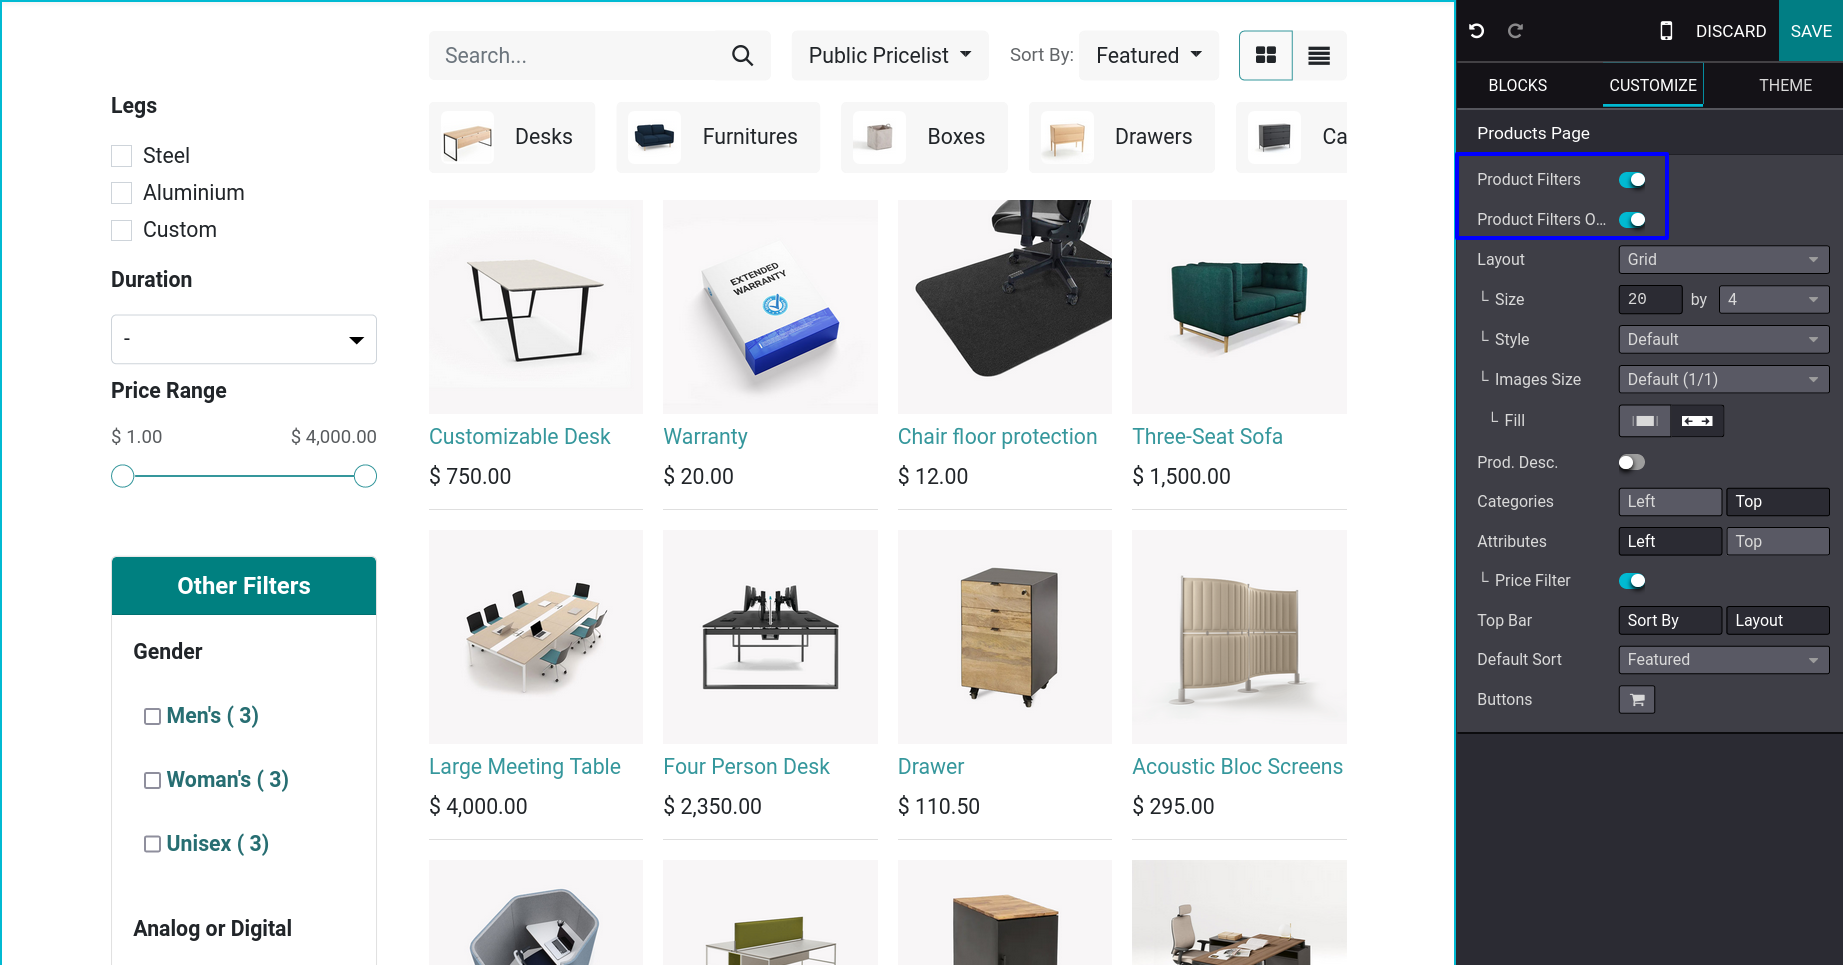 Search...
Public Pricelist
Sort By:
Featured
DISCARD
SAVE
BLOCKS
CUSTOMIZE
THEME
Legs
Steel
Aluminium
Custom
Duration
-
Price Range
$ 1.00
$ 4,000.00
Other Filters
Gender
Men's ( 3)
Woman's ( 3)
Unisex ( 3)
Analog or Digital
Desks
Furnitures
Boxes
Drawers
Ca
EXTENDED
WARRANTY
Customizable Desk
$ 750.00
Warranty
$ 20.00
Chair floor protection
$ 12.00
Three-Seat Sofa
$ 1,500.00
Large Meeting Table
$ 4,000.00
Four Person Desk
$ 2,350.00
Drawer
$ 110.50
Acoustic Bloc Screens
$ 295.00
Products Page
Product Filters
Product Filters O...
Layout
Grid
Size
20
by
4
Style
Default
Images Size
Default (1/1)
Fill
Prod. Desc.
Categories
Left
Top
Attributes
Left
Top
Price Filter
Top Bar
Sort By
Layout
Default Sort
Featured
Buttons